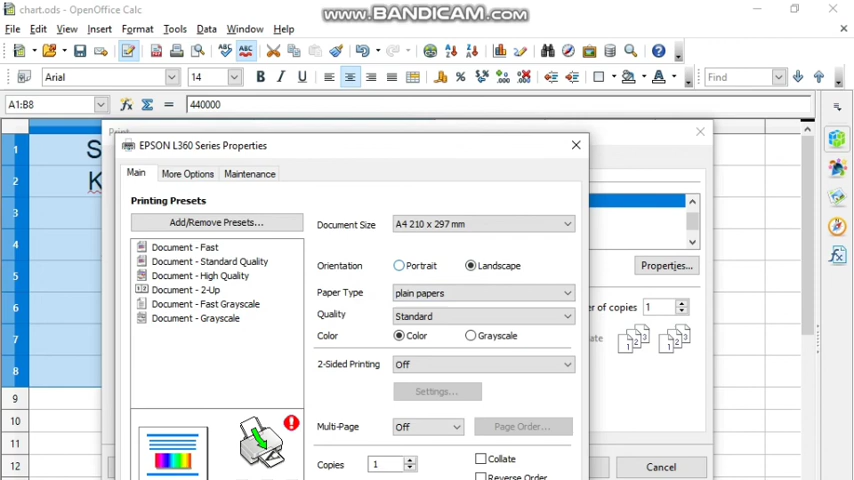 chart.ods - OpenOffice Calc
www.BANDICAM.com
File Edit View Insert Format Tools Data Window Help
Arial 14 Find
A1:B8 440000
Print
1 S
2 K
3
4
5
6
7
8
9
10
11
12
EPSON L360 Series Properties
Main More Options Maintenance
Printing Presets
Add/Remove Presets...
Document - Fast
Document - Standard Quality
Document - High Quality
Document - 2-Up
Document - Fast Grayscale
Document - Grayscale
Document Size A4 210 x 297 mm
Orientation Portrait Landscape
Paper Type plain papers
Quality Standard
Color Color Grayscale
2-Sided Printing Off
Settings...
Multi-Page Off Page Order...
Copies 1 Collate
Reverse Order
Properties...
er of copies 1
ate
Cancel